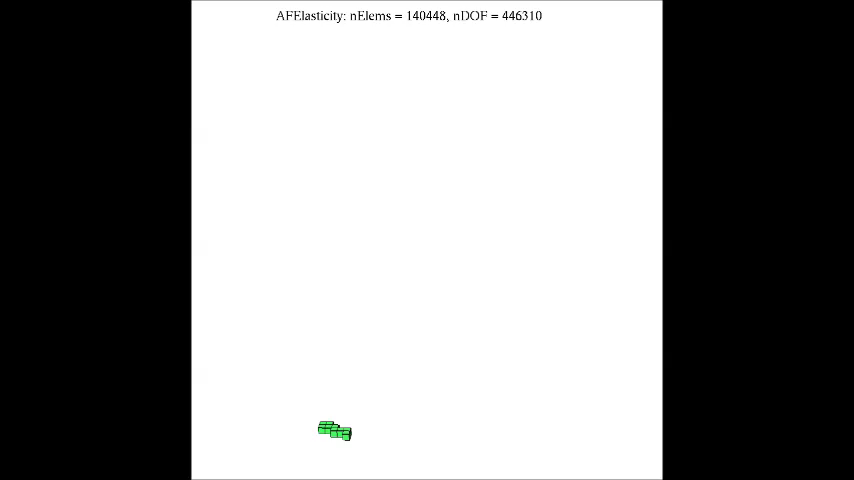 AFElasticity: nElems = 140448, nDOF = 446310